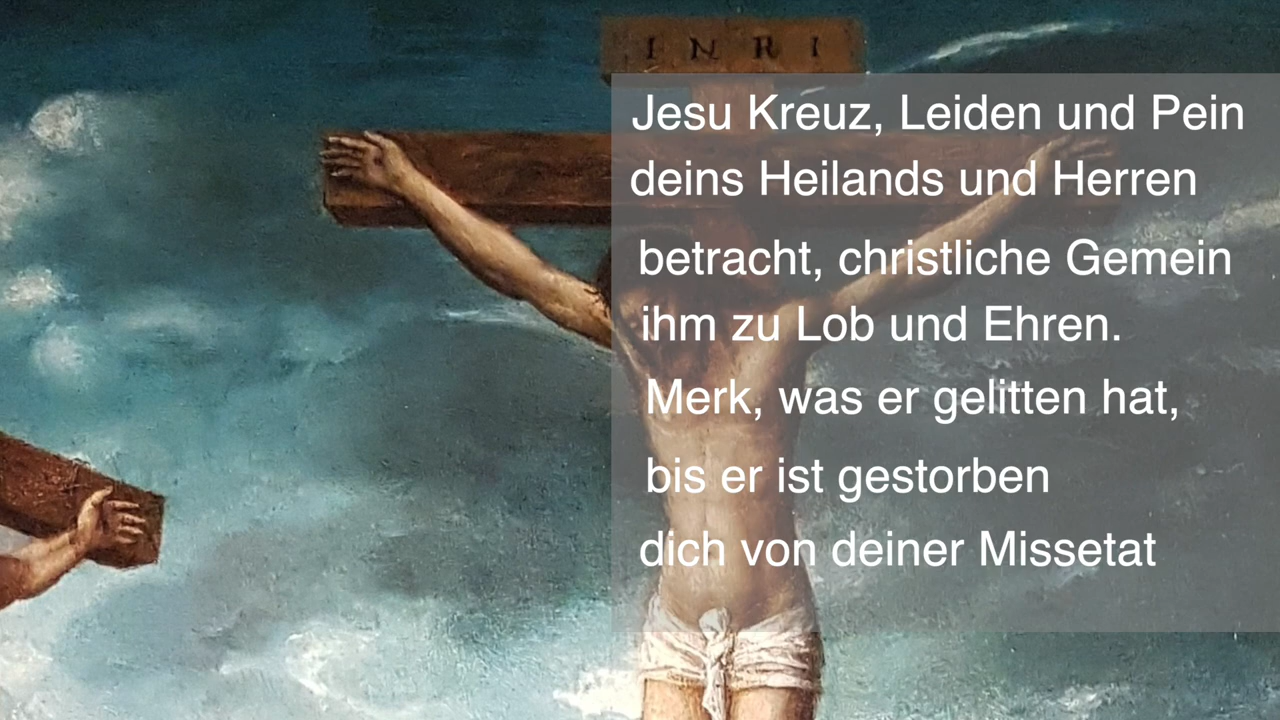 INRI
Jesu Kreuz, Leiden und Pein
deins Heilands und Herren
betracht, christliche Gemein
ihm zu Lob und Ehren.
Merk, was er gelitten hat,
bis er ist gestorben
dich von deiner Missetat